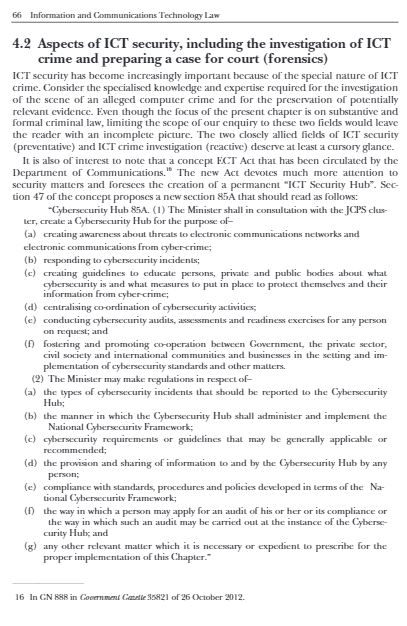 66 Information and Communications Technology Law
4.2 Aspects of ICT security, including the investigation of ICT
crime and preparing a case for court (forensics)
ICT security has become increasingly important because of the special nature of ICT
crime. Consider the specialised knowledge and expertise required for the investigation
of the scene of an alleged computer crime and for the preservation of potentially
relevant evidence. Even though the focus of the present chapter is on substantive and
formal criminal law, limiting the scope of our enquiry to these two fields would leave
the reader with an incomplete picture. The two closely allied fields of ICT security
(preventative) and ICT crime investigation (reactive) deserve at least a cursory glance.
It is also of interest to note that a concept ECT Act that has been circulated by the
Department of Communications.16 The new Act devotes much more attention to
security matters and foresees the creation of a permanent “ICT Security Hub”. Sec-
tion 47 of the concept proposes a new section 85A that should read as follows:
“Cybersecurity Hub 85A. (1) The Minister shall in consultation with the JCPS clus-
ter, create a Cybersecurity Hub for the purpose of–
(a) creating awareness about threats to electronic communications networks and
electronic communications from cyber-crime;
(b) responding to cybersecurity incidents;
(c) creating guidelines to educate persons, private and public bodies about what
cybersecurity is and what measures to put in place to protect themselves and their
information from cyber-crime;
(d) centralising co-ordination of cybersecurity activities;
(e) conducting cybersecurity audits, assessments and readiness exercises for any person
on request; and
(f) fostering and promoting co-operation between Government, the private sector,
civil society and international communities and businesses in the setting and im-
plementation of cybersecurity standards and other matters.
(2) The Minister may make regulations in respect of–
(a) the types of cybersecurity incidents that should be reported to the Cybersecurity
Hub;
(b) the manner in which the Cybersecurity Hub shall administer and implement the
National Cybersecurity Framework;
(c) cybersecurity requirements or guidelines that may be generally applicable or
recommended;
(d) the provision and sharing of information to and by the Cybersecurity Hub by any
person;
(e) compliance with standards, procedures and policies developed in terms of the Na-
tional Cybersecurity Framework;
(f) the way in which a person may apply for an audit of his or her or its compliance or
the way in which such an audit may be carried out at the instance of the Cyberse-
curity Hub; and
(g) any other relevant matter which it is necessary or expedient to prescribe for the
proper implementation of this Chapter.”
16 In GN 888 in Government Gazette 35821 of 26 October 2012.